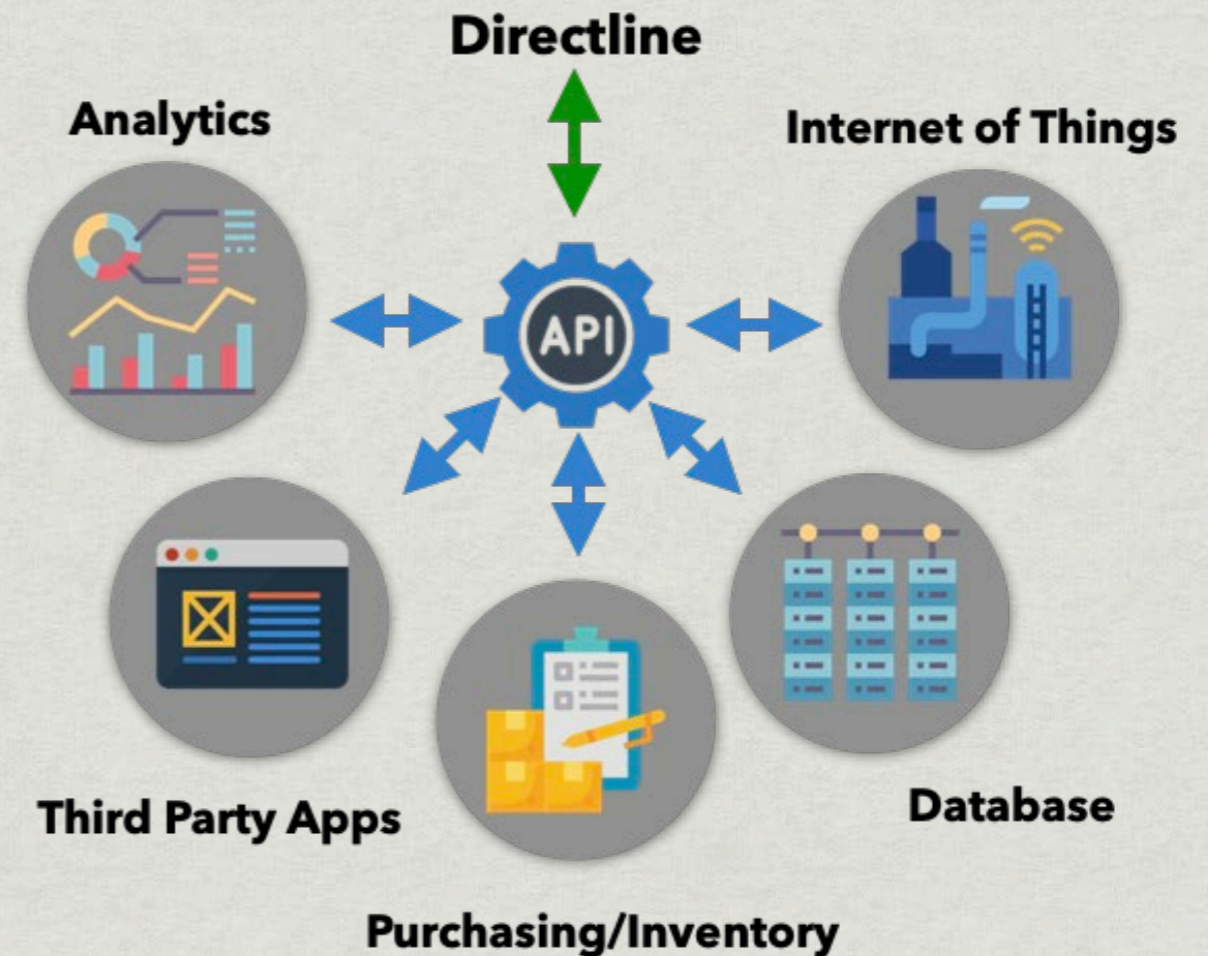 Directline
Analytics
Internet of Things
API
Third Party Apps
Database
Purchasing/Inventory